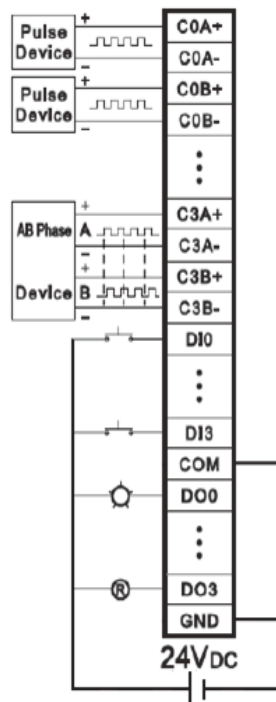 Pulse
Device
+
−
C0A+
C0A-
Pulse
Device
+
−
C0B+
C0B-
AB Phase
Device
+
A
−
+
B
−
C3A+
C3A-
C3B+
C3B-
DI0
DI3
COM
DO0
R
DO3
GND
24VDC